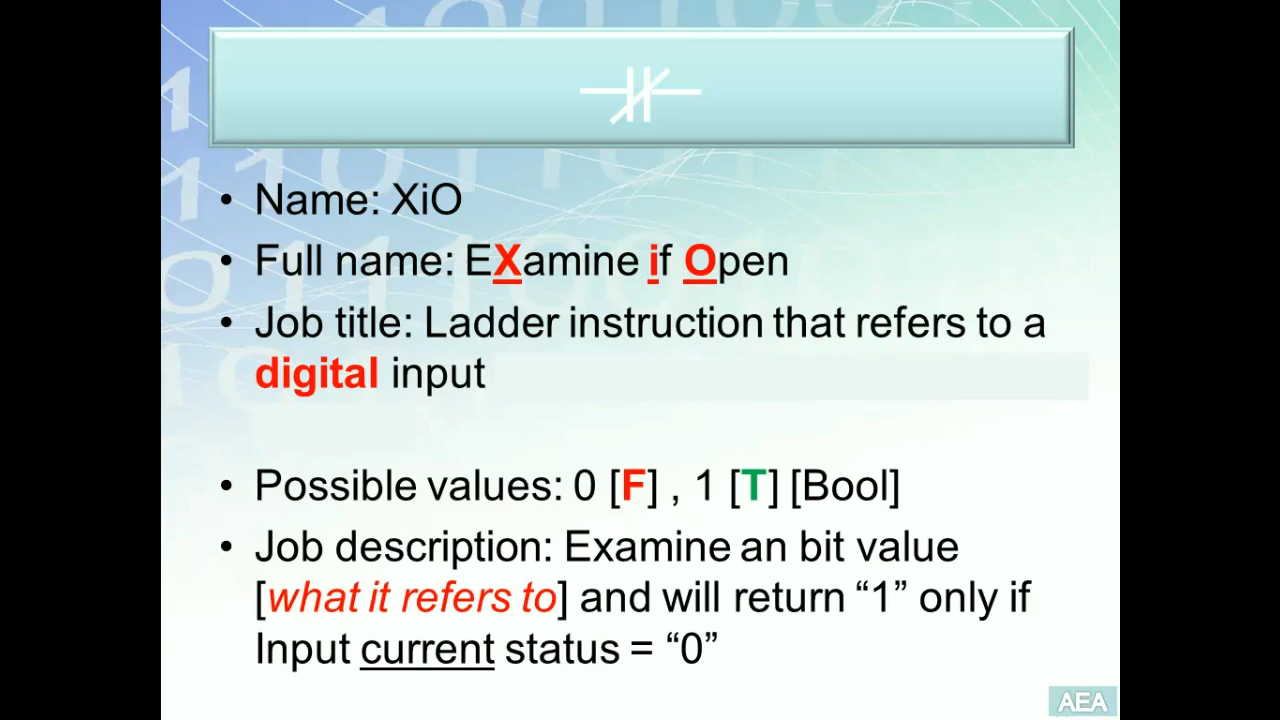 • Name: XiO
• Full name: EXamine if Open
• Job title: Ladder instruction that refers to a
digital input
• Possible values: 0 [F] , 1 [T] [Bool]
• Job description: Examine an bit value
[what it refers to] and will return “1” only if
Input current status = “0”
AEA